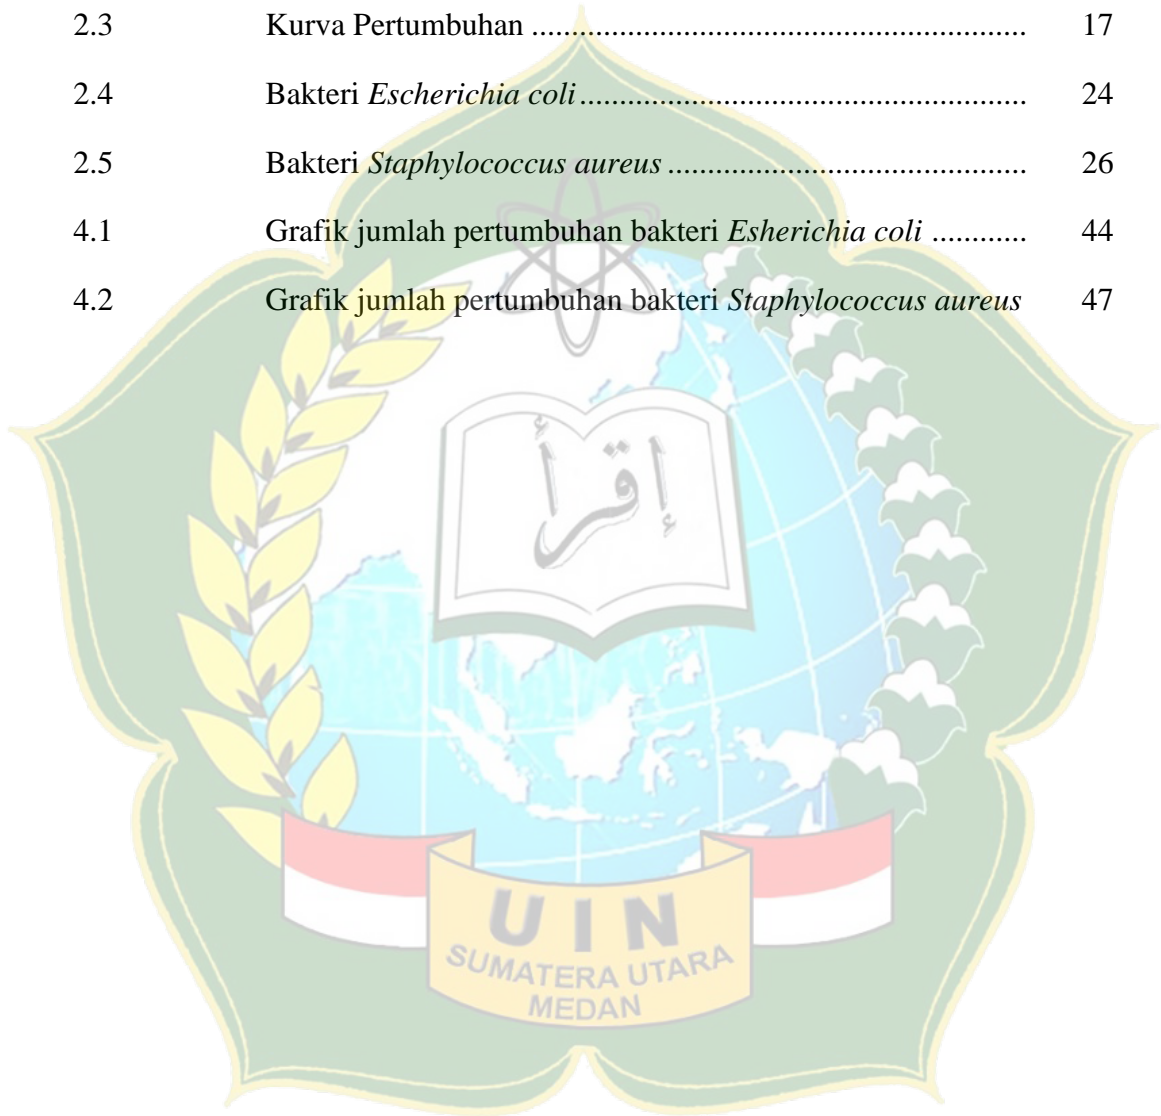 2.3 Kurva Pertumbuhan .............................................................. 17
2.4 Bakteri Escherichia coli ........................................................ 24
2.5 Bakteri Staphylococcus aureus ............................................. 26
4.1 Grafik jumlah pertumbuhan bakteri Esherichia coli ............ 44
4.2 Grafik jumlah pertumbuhan bakteri Staphylococcus aureus 47
إقرأ
UIN
SUMATERA UTARA
MEDAN